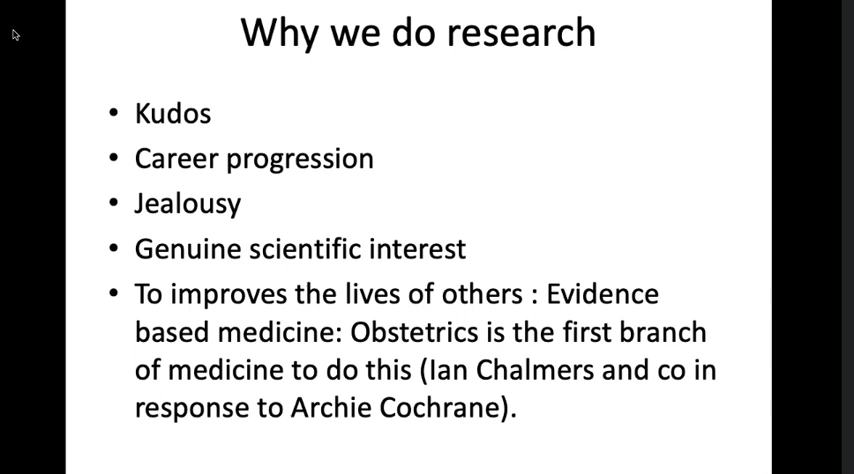 Why we do research
• Kudos
• Career progression
• Jealousy
• Genuine scientific interest
• To improves the lives of others : Evidence
based medicine: Obstetrics is the first branch
of medicine to do this (Ian Chalmers and co in
response to Archie Cochrane).